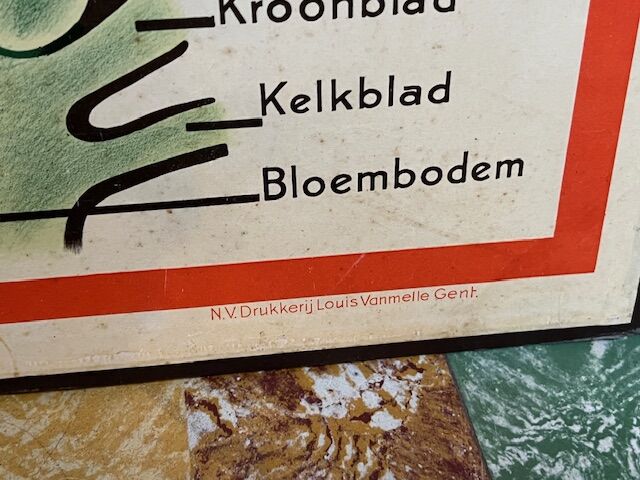 Kroonblad
Kelkblad
Bloembodem
N.V. Drukkerij Louis Vanmelle Gent.